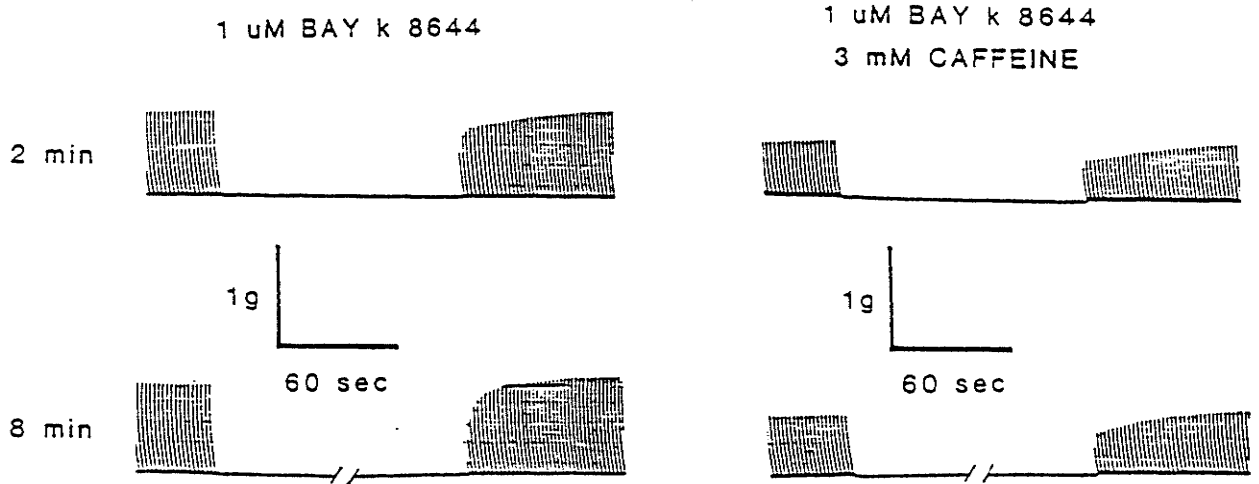 1 uM BAY k 8644
1 uM BAY k 8644
3 mM CAFFEINE
2 min
1g
60 sec
1g
60 sec
8 min